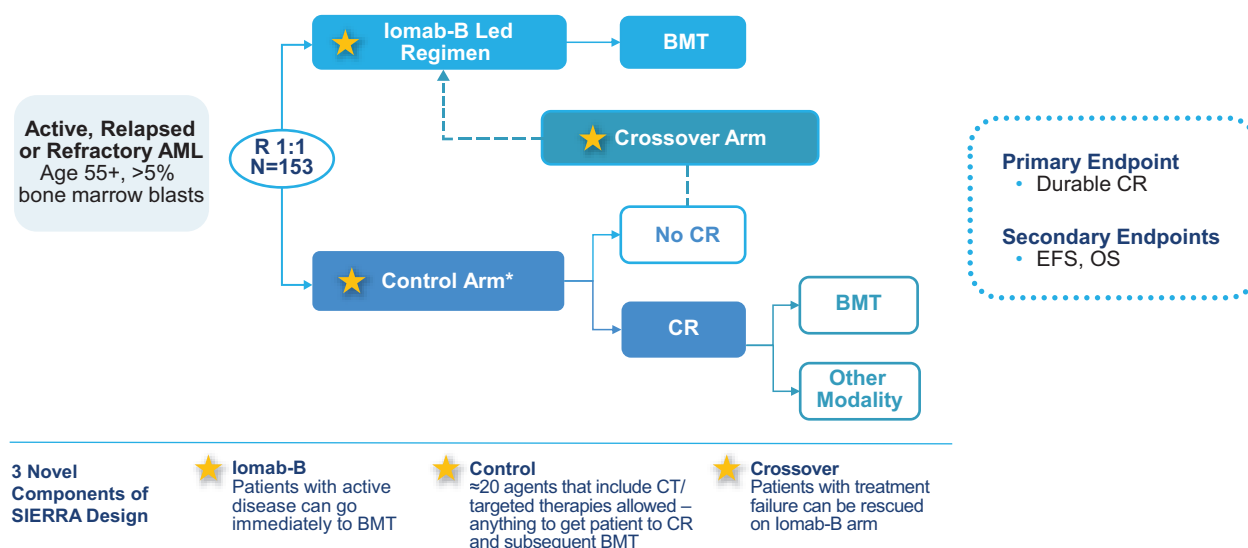 Iomab-B Led
Regimen
BMT
Active, Relapsed
or Refractory AML
Age 55+, >5%
bone marrow blasts
R 1:1
N=153
Crossover Arm
No CR
Control Arm*
CR
BMT
Other
Modality
Primary Endpoint
• Durable CR
Secondary Endpoints
• EFS, OS
3 Novel
Components of
SIERRA Design
Iomab-B
Patients with active
disease can go
immediately to BMT
Control
≈20 agents that include CT/
targeted therapies allowed –
anything to get patient to CR
and subsequent BMT
Crossover
Patients with treatment
failure can be rescued
on Iomab-B arm